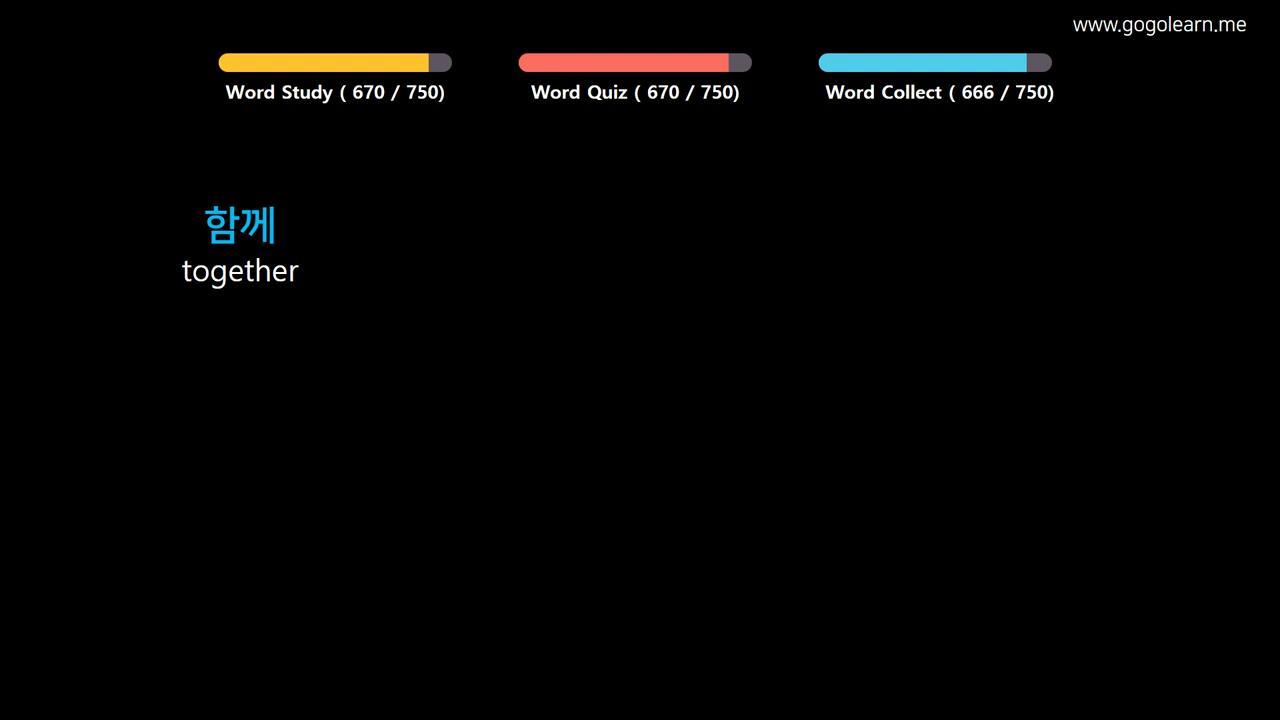 www.gogolearn.me
Word Study ( 670 / 750)
Word Quiz ( 670 / 750)
Word Collect ( 666 / 750)
함께
together